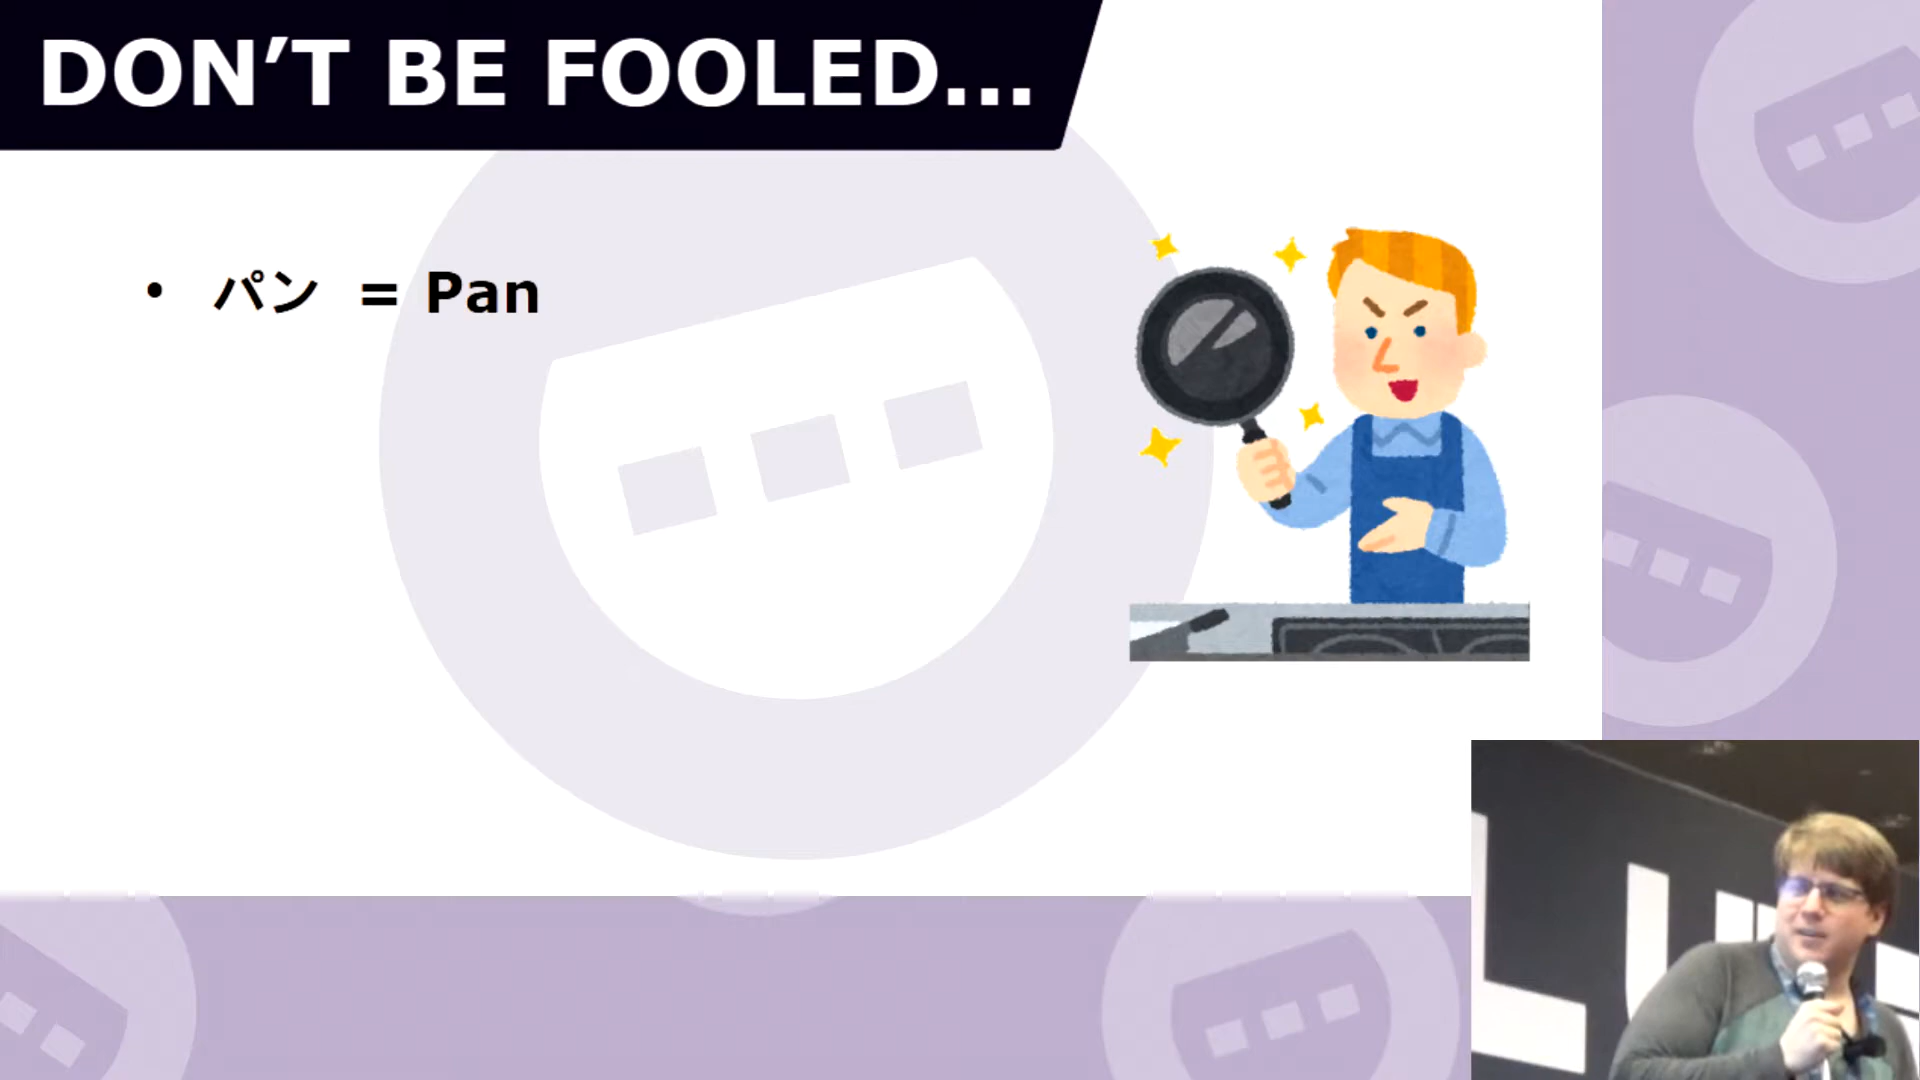 DON’T BE FOOLED...
• パン = Pan